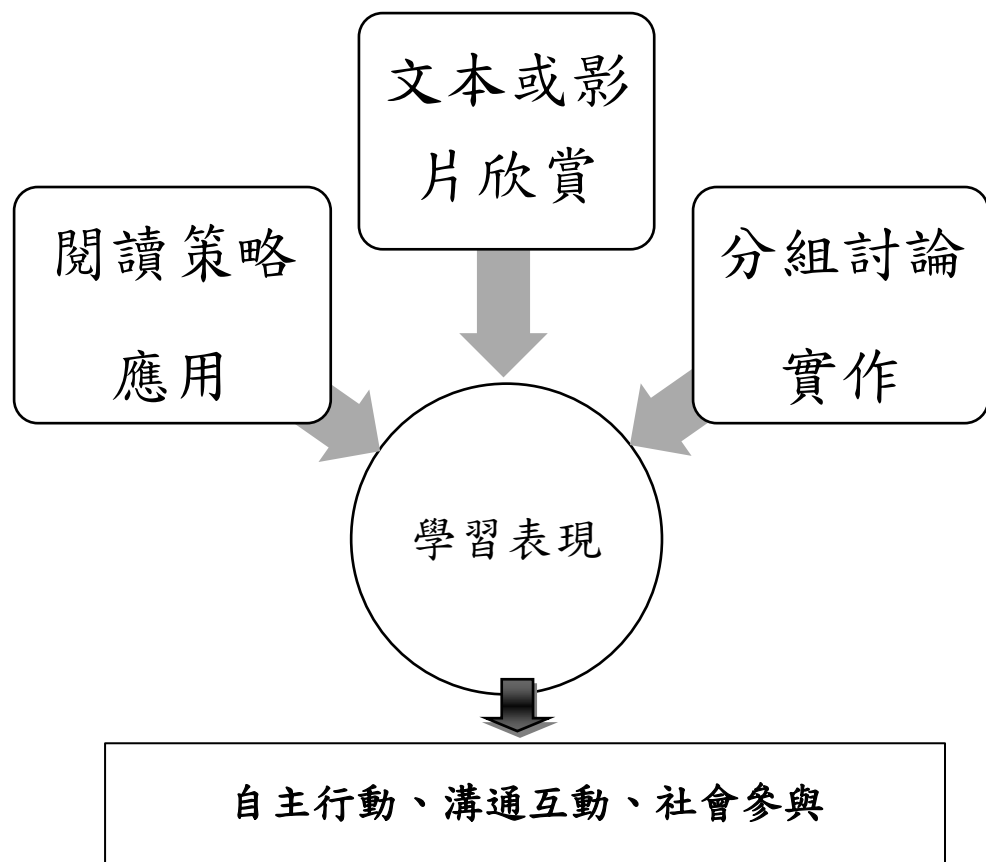 文本或影
片欣賞
閱讀策略
應用
分組討論
實作
學習表現
自主行動、溝通互動、社會參與